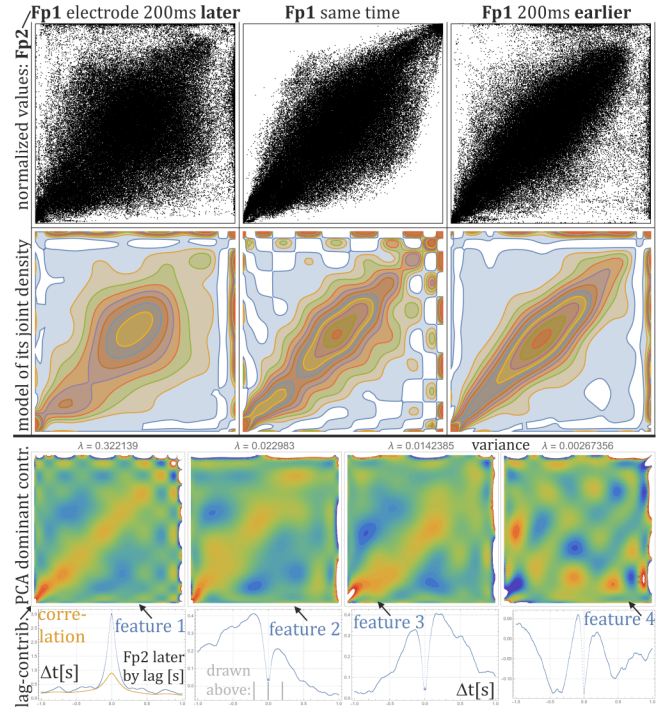 Fp1 electrode 200ms later
Fp1 same time
Fp1 200ms earlier
normalized values: Fp2
model of its joint density
λ = 0.322139
λ = 0.022983
λ = 0.0142385
variance
λ = 0.00267356
PCA dominant contr.
lag-contrib.
corre-
lation
feature 1
Δt[s]
Fp2 later
by lag [s]
feature 2
drawn
above:
feature 3
Δt[s]
feature 4